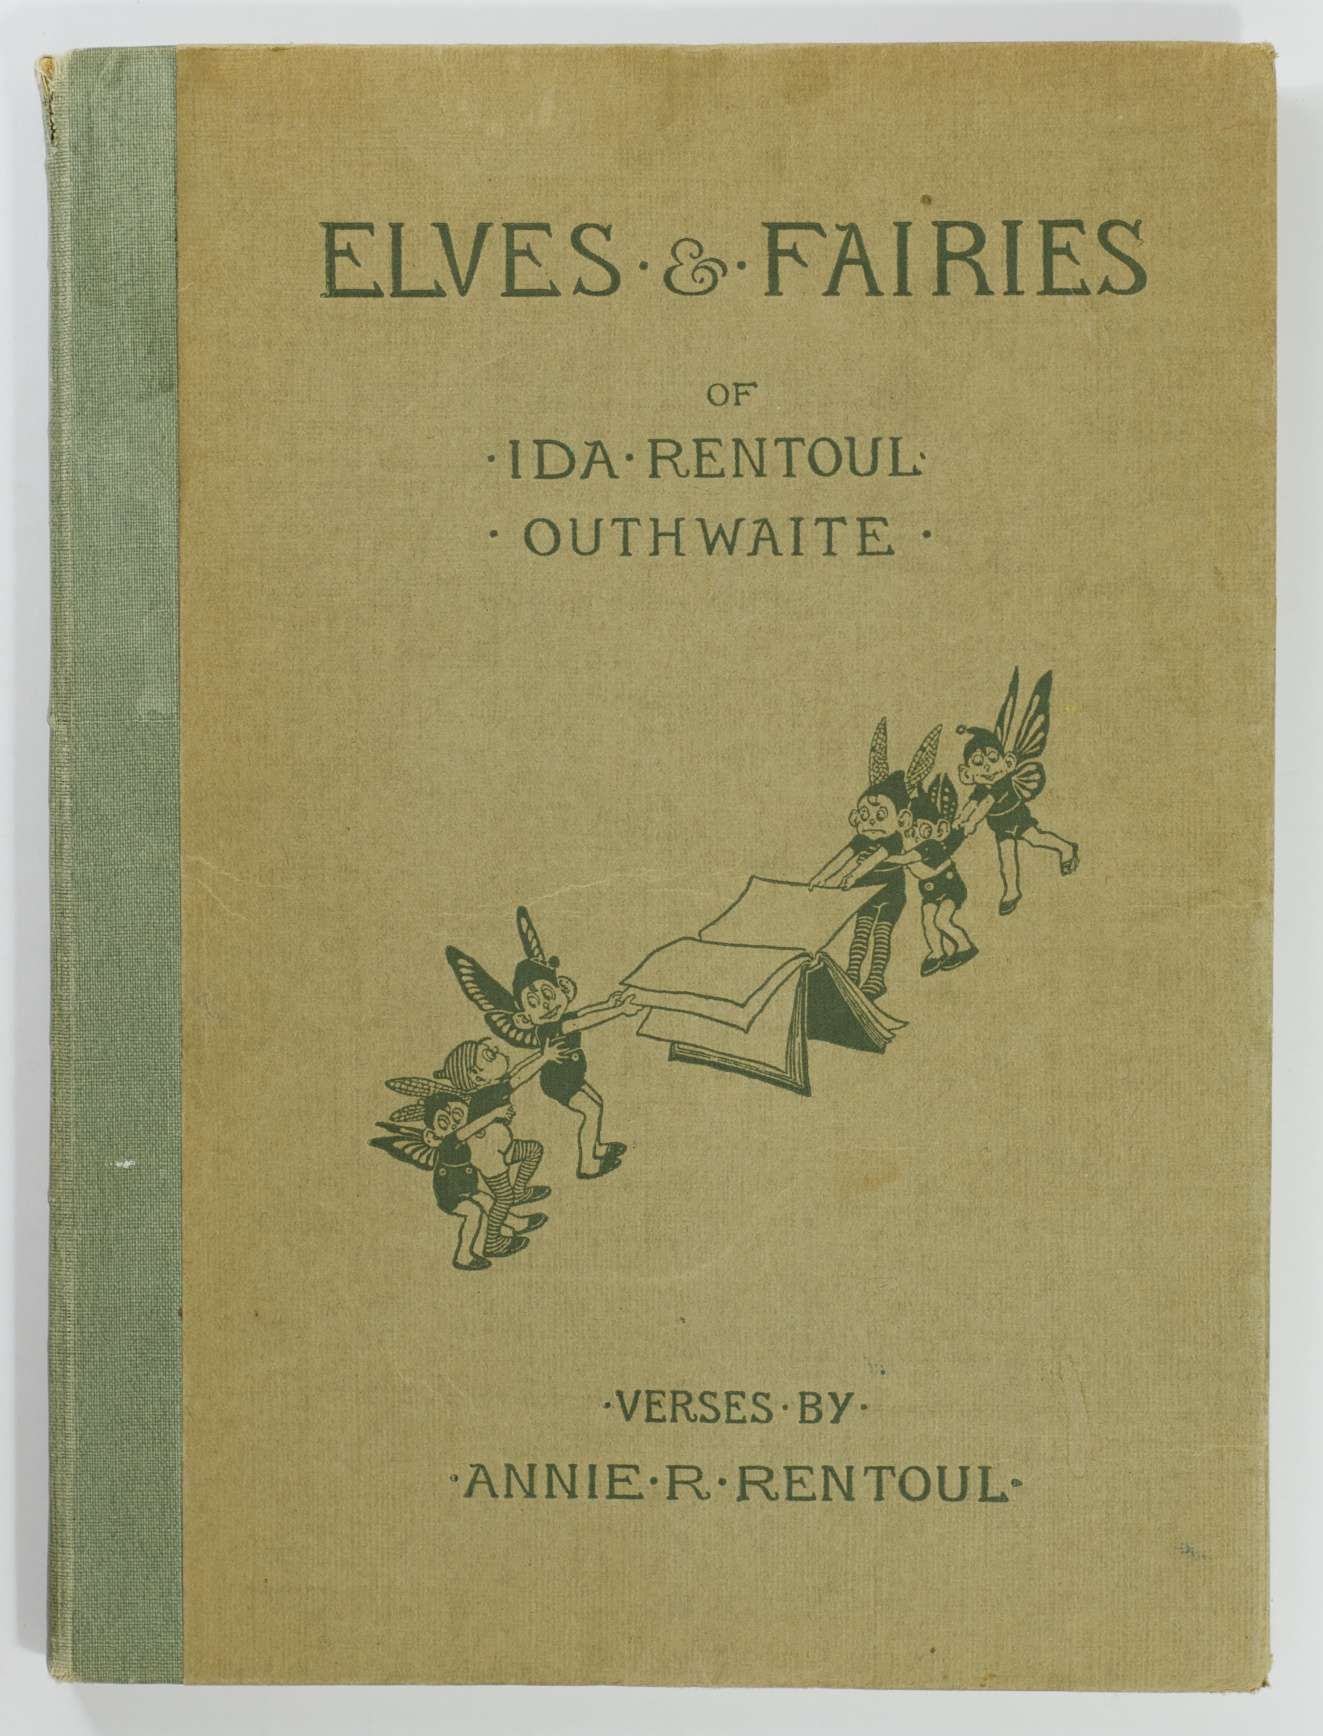 ELVES·&·FAIRIES
OF
·IDA·RENTOUL·
·OUTHWAITE·
·VERSES·BY·
·ANNIE·R·RENTOUL·